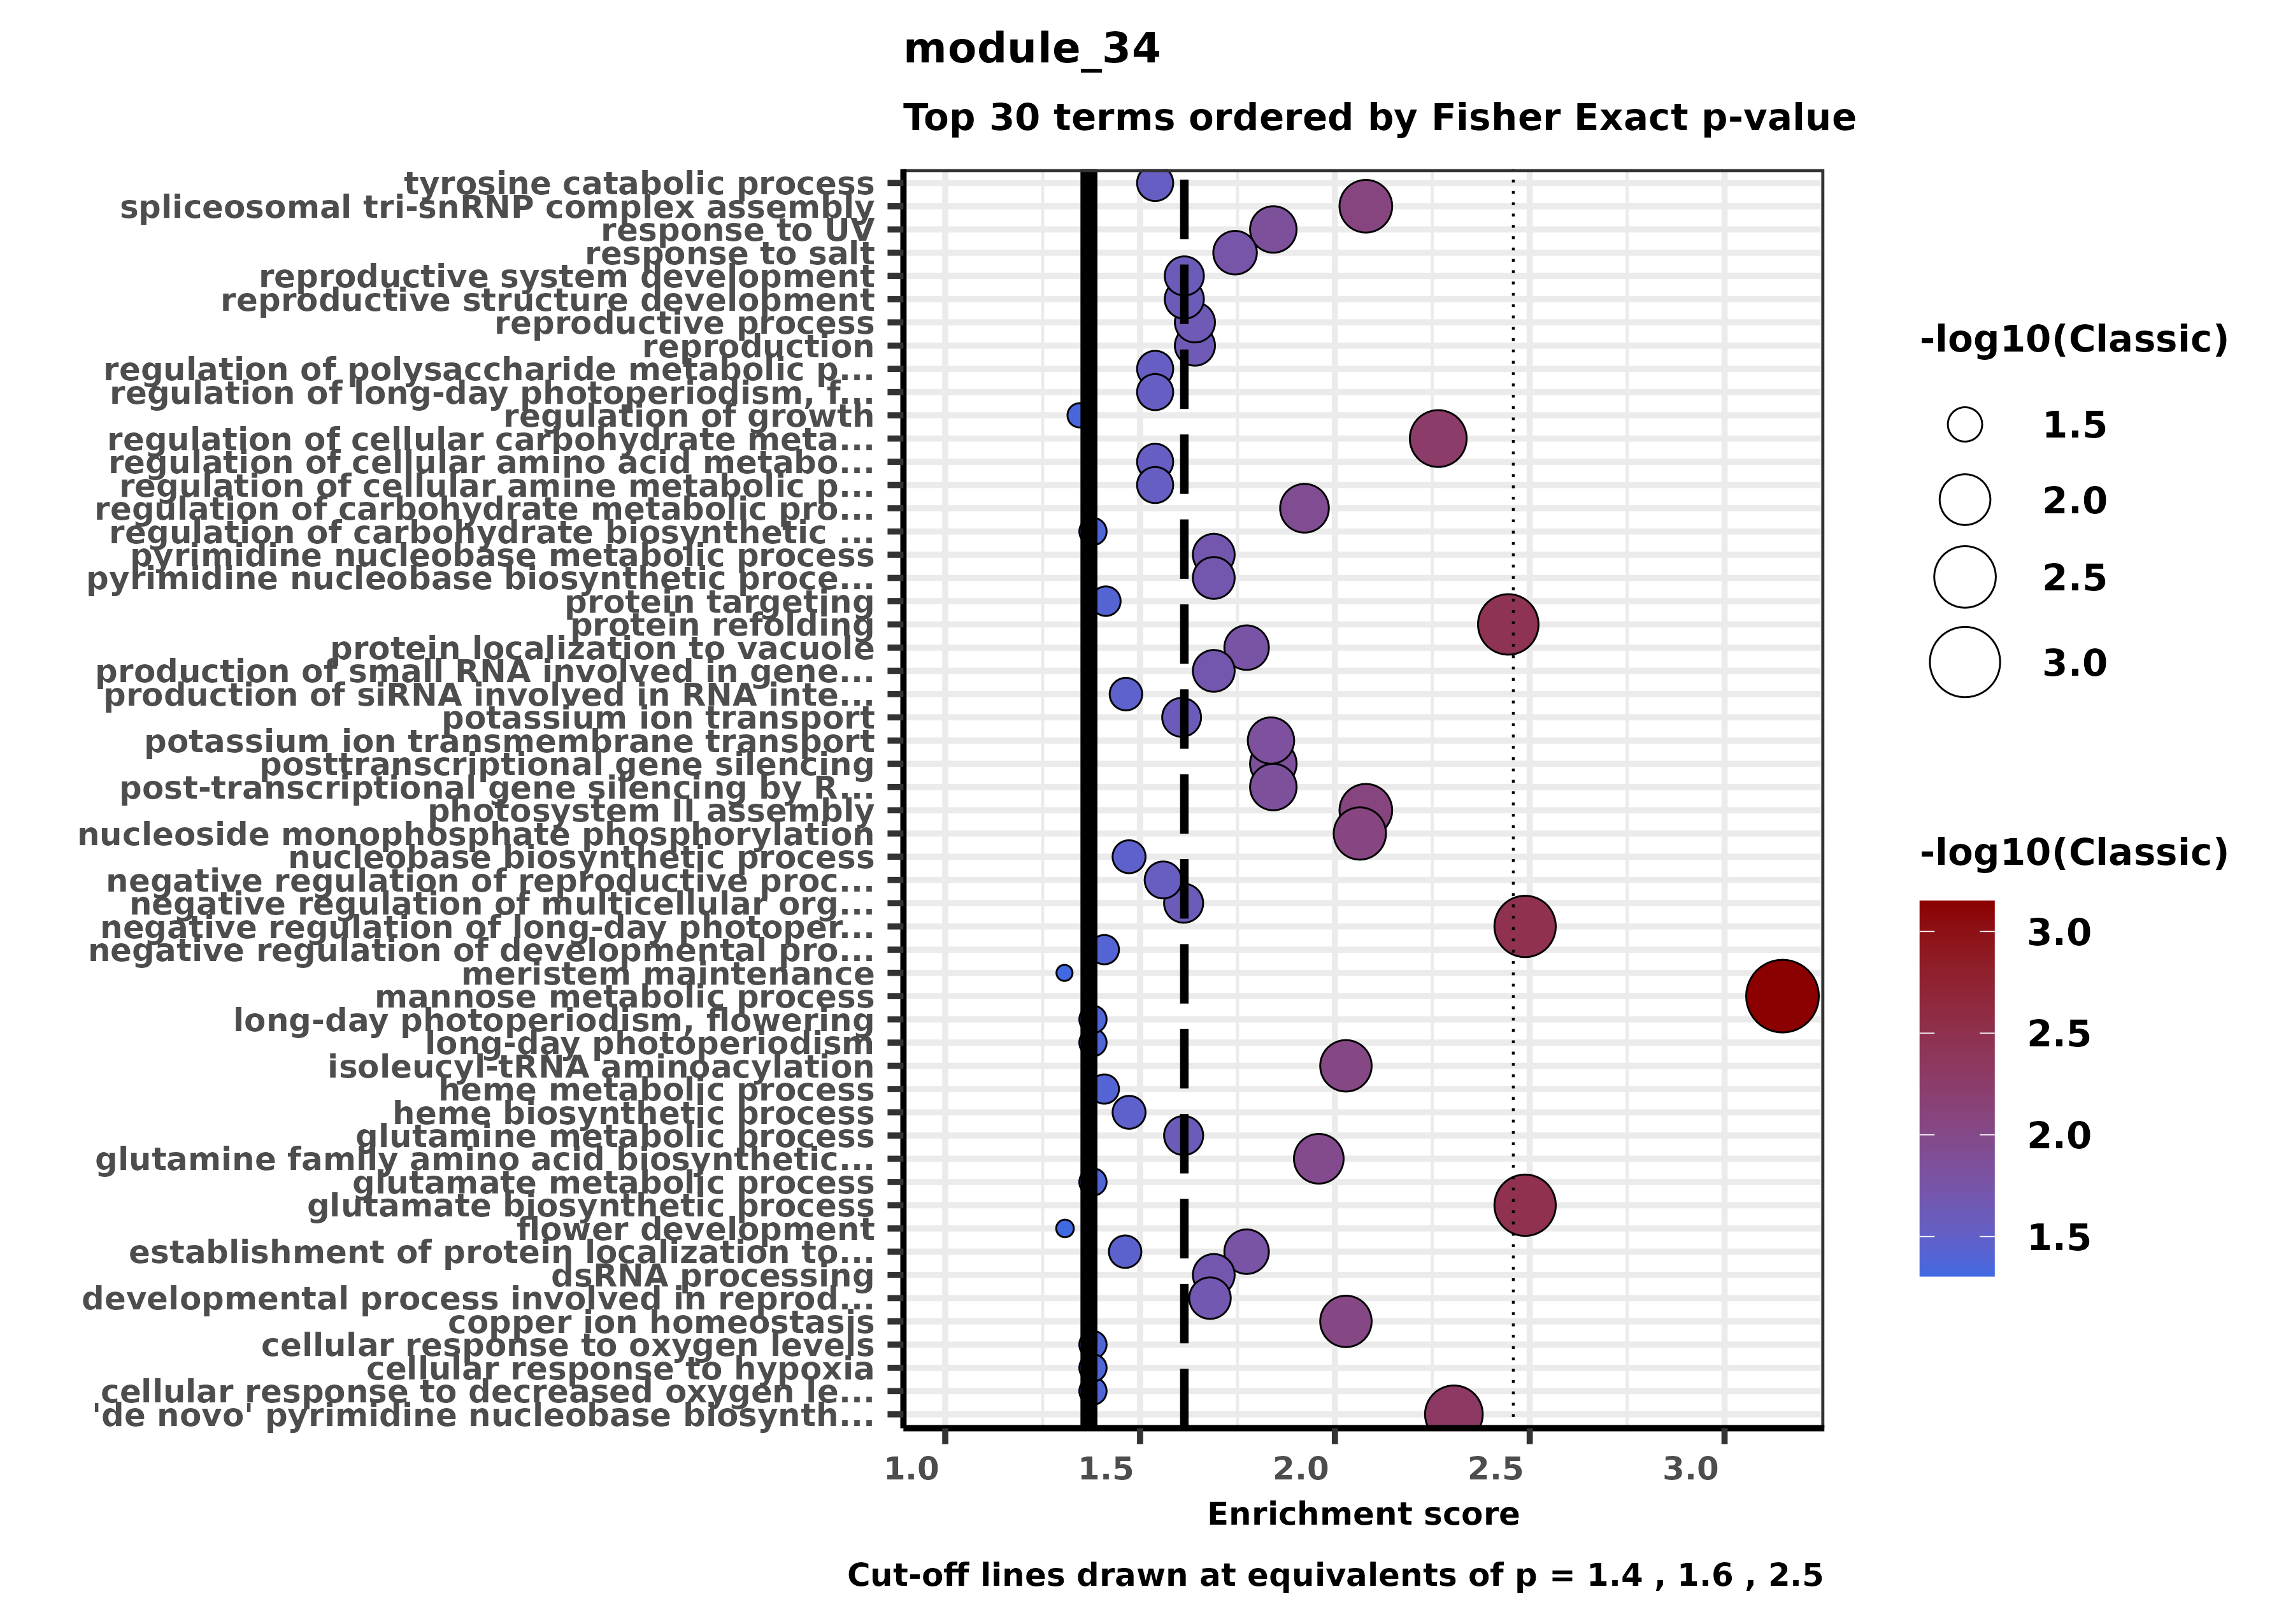 module_34
Top 30 terms ordered by Fisher Exact p-value
tyrosine catabolic process
spliceosomal tri-snRNP complex assembly
response to UV
response to salt
reproductive system development
reproductive structure development
reproductive process
reproduction
regulation of polysaccharide metabolic p...
regulation of long-day photoperiodism, f...
regulation of growth
regulation of cellular carbohydrate meta...
regulation of cellular amino acid metabo...
regulation of cellular amine metabolic p...
regulation of carbohydrate metabolic pro...
regulation of carbohydrate biosynthetic ...
pyrimidine nucleobase metabolic process
pyrimidine nucleobase biosynthetic proce...
protein targeting
protein refolding
protein localization to vacuole
production of small RNA involved in gene...
production of siRNA involved in RNA inte...
potassium ion transport
potassium ion transmembrane transport
posttranscriptional gene silencing
post-transcriptional gene silencing by R...
photosystem II assembly
nucleoside monophosphate phosphorylation
nucleobase biosynthetic process
negative regulation of reproductive proc...
negative regulation of multicellular org...
negative regulation of long-day photoper...
negative regulation of developmental pro...
meristem maintenance
mannose metabolic process
long-day photoperiodism, flowering
long-day photoperiodism
isoleucyl-tRNA aminoacylation
heme metabolic process
heme biosynthetic process
glutamine metabolic process
glutamine family amino acid biosynthetic...
glutamate metabolic process
glutamate biosynthetic process
flower development
establishment of protein localization to...
dsRNA processing
developmental process involved in reprod...
copper ion homeostasis
cellular response to oxygen levels
cellular response to hypoxia
cellular response to decreased oxygen le...
'de novo' pyrimidine nucleobase biosynth...
1.0 1.5 2.0 2.5 3.0
Enrichment score
Cut-off lines drawn at equivalents of p = 1.4 , 1.6 , 2.5
-log10(Classic)
1.5
2.0
2.5
3.0
-log10(Classic)
3.0
2.5
2.0
1.5